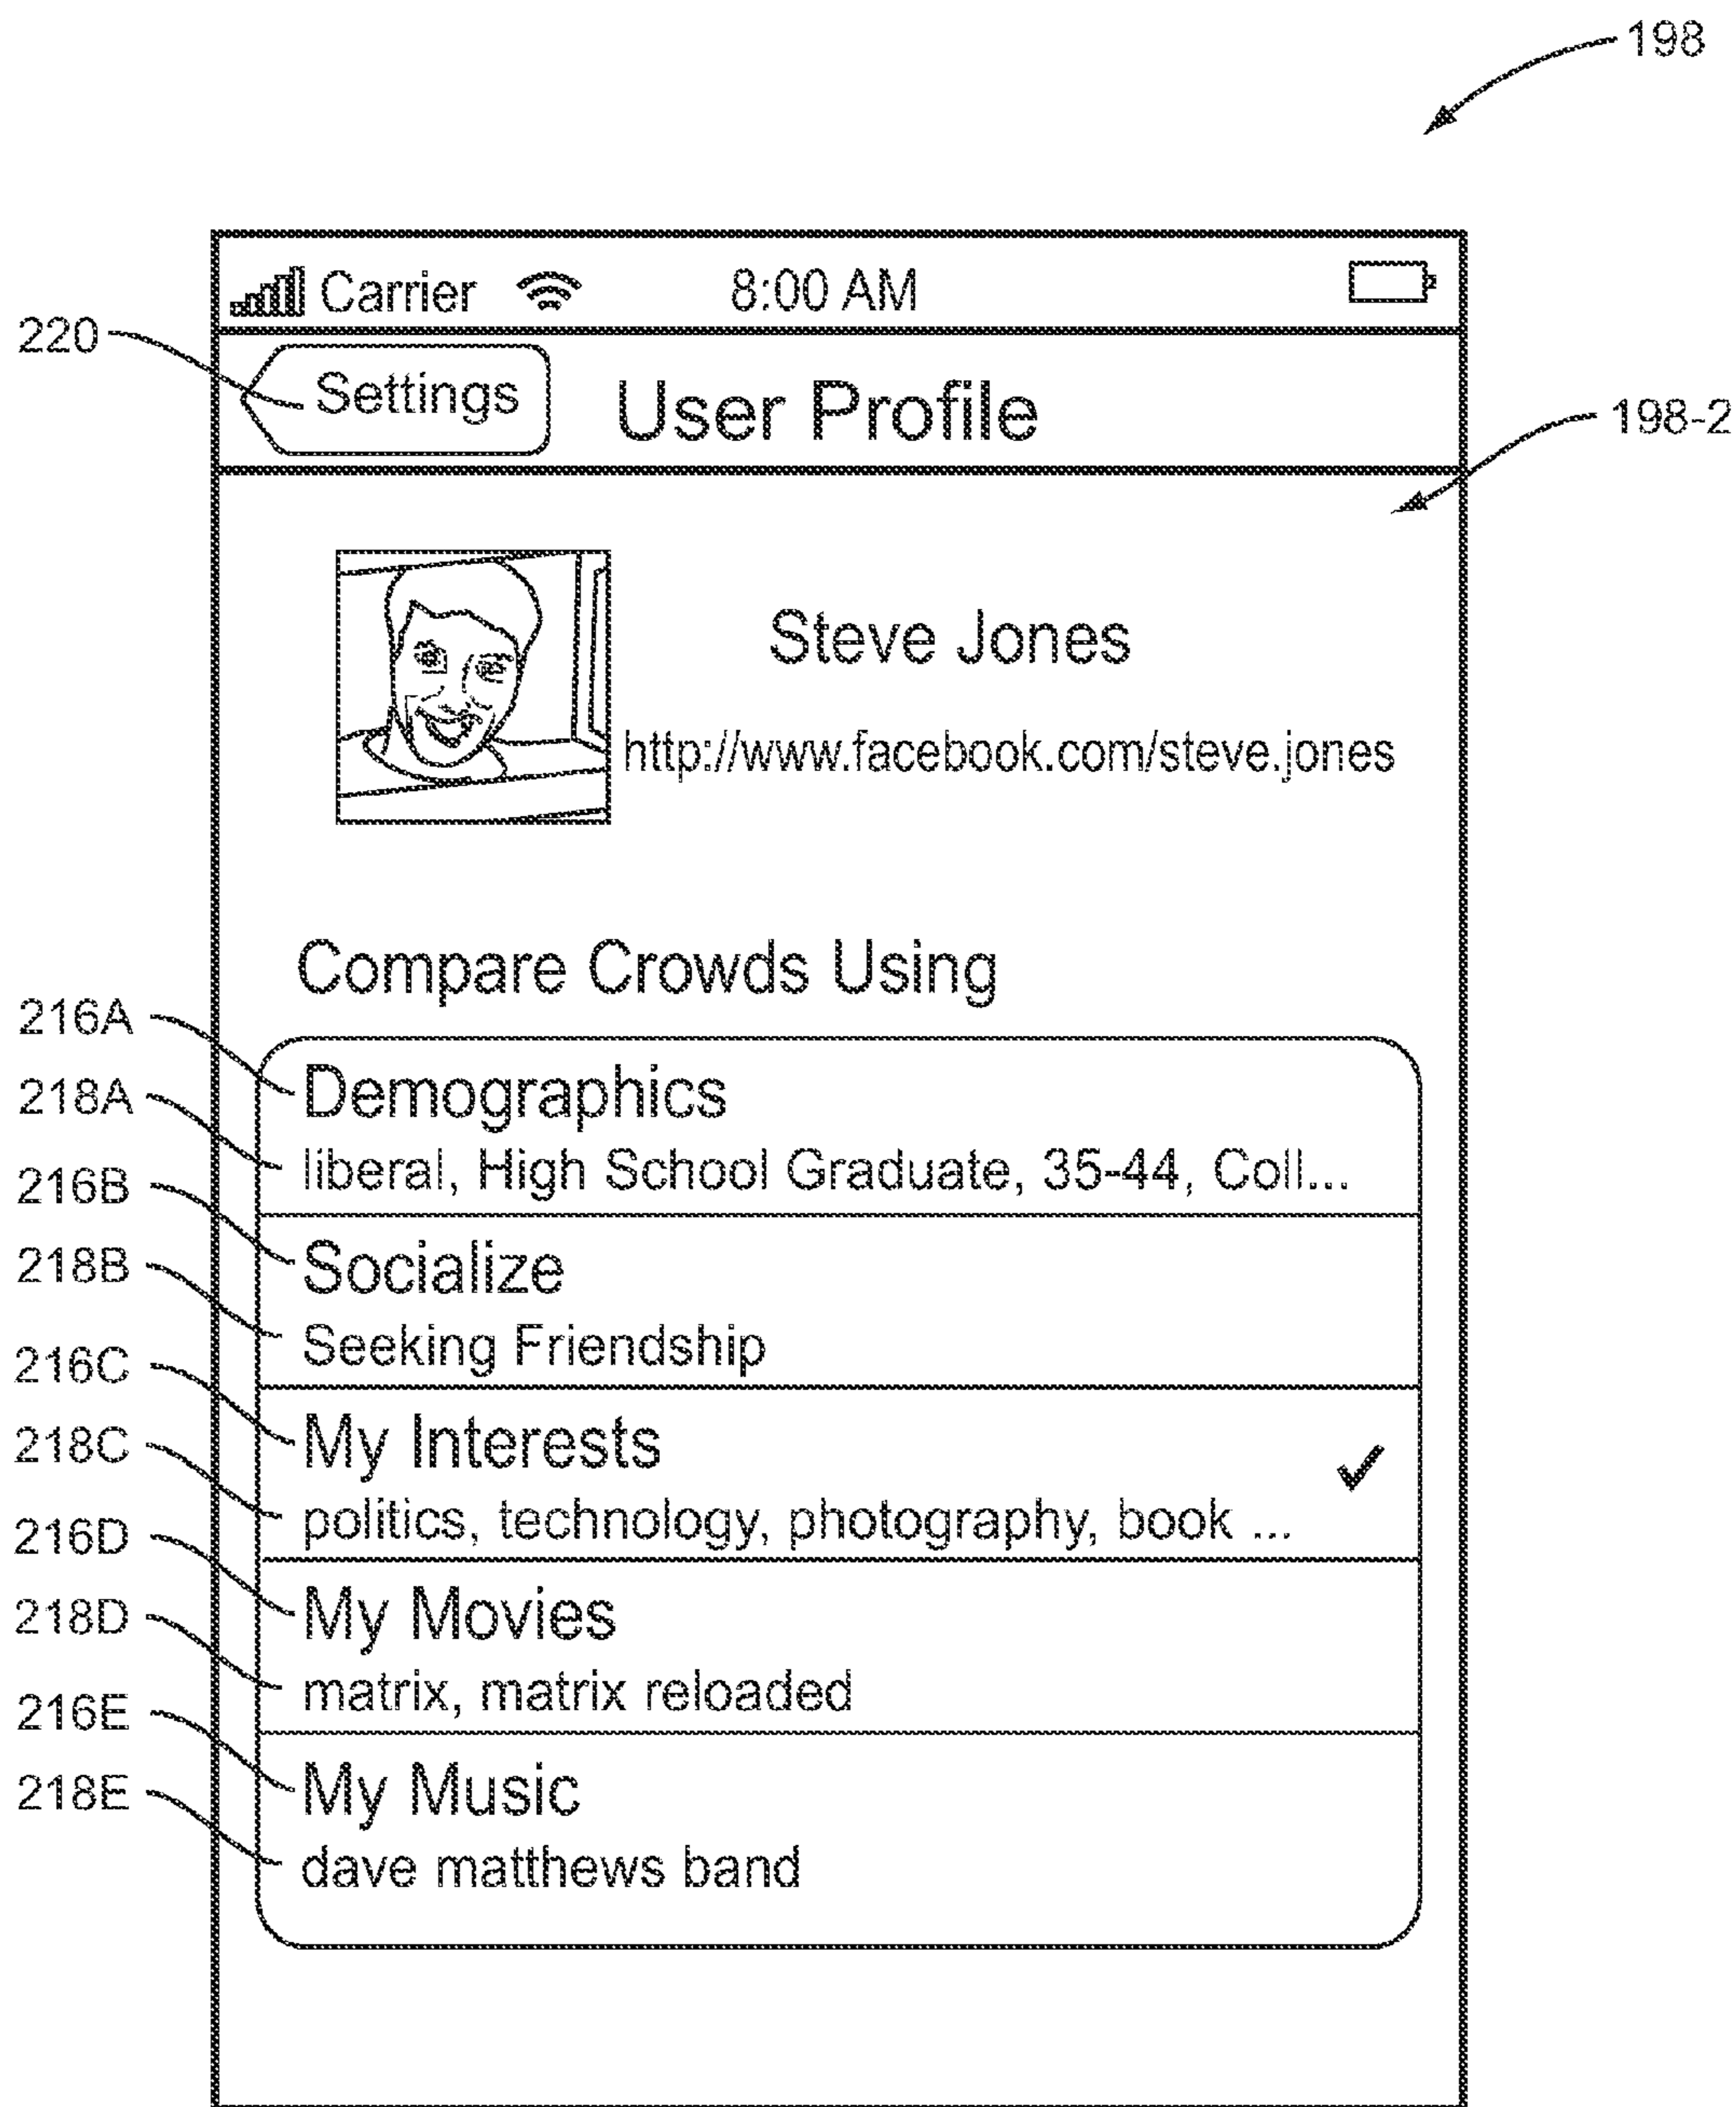 198
Carrier 8:00 AM
220
Settings User Profile
198-2
Steve Jones
http://www.facebook.com/steve.jones
Compare Crowds Using
216A
Demographics
218A
liberal, High School Graduate, 35-44, Coll...
216B
Socialize
218B
Seeking Friendship
216C
My Interests
218C
politics, technology, photography, book ...
216D
My Movies
218D
matrix, matrix reloaded
216E
My Music
218E
dave matthews band